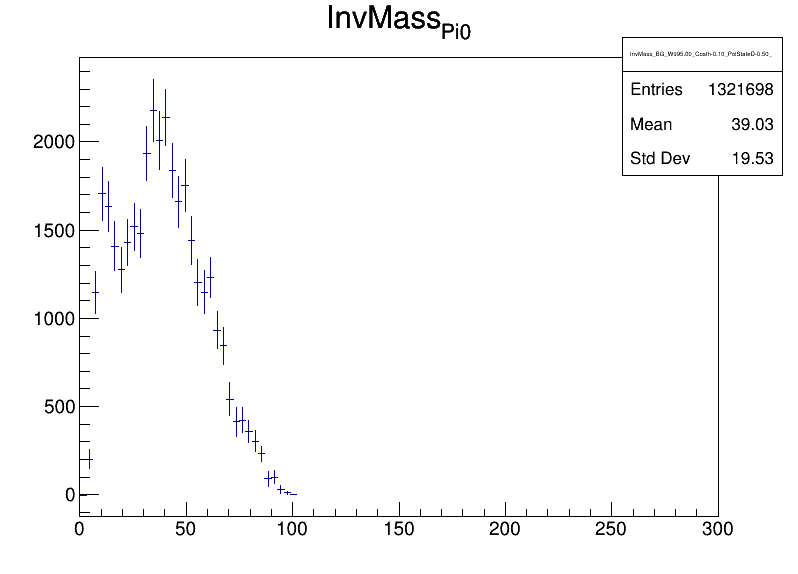 InvMass_Pi0
InvMass_BG_W995.00_Costh-0.10_PolStateD-0.50_
Entries 1321698
Mean 39.03
Std Dev 19.53
2000
1500
1000
500
0
0 50 100 150 200 250 300